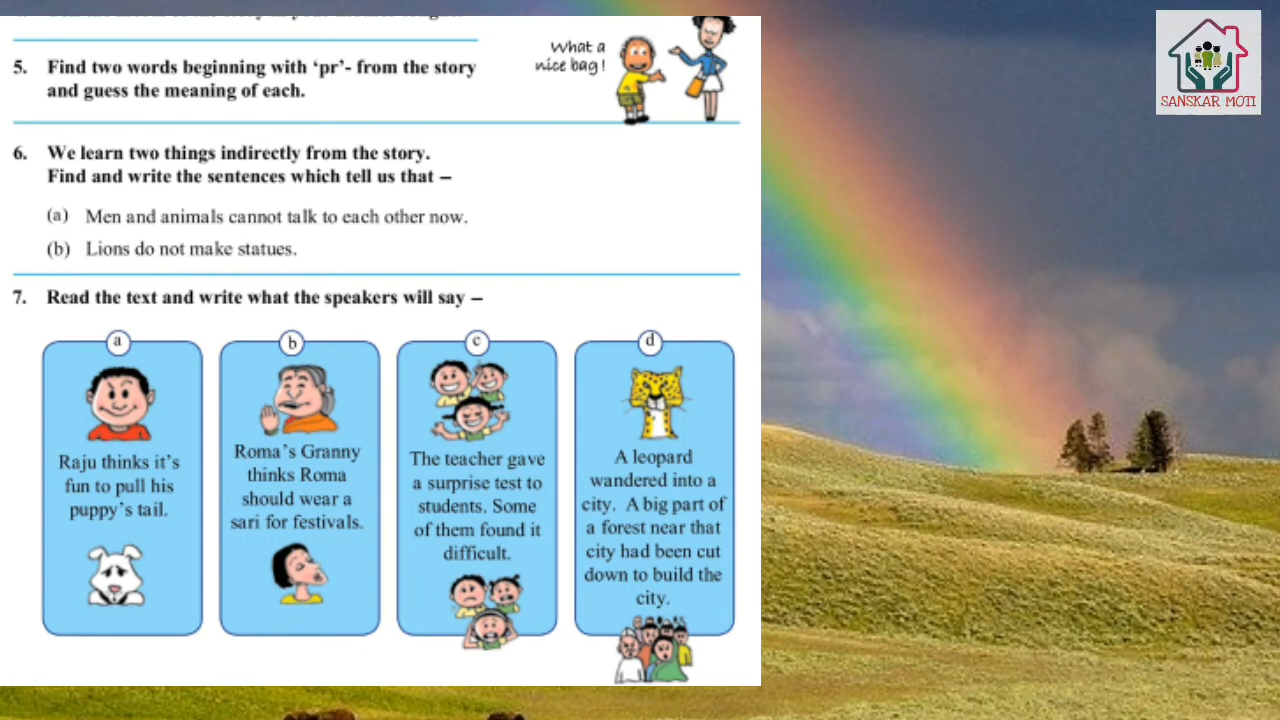 What a
nice bag!
5. Find two words beginning with ‘pr’- from the story
and guess the meaning of each.
6. We learn two things indirectly from the story.
Find and write the sentences which tell us that –
(a) Men and animals cannot talk to each other now.
(b) Lions do not make statues.
7. Read the text and write what the speakers will say –
a
Raju thinks it’s
fun to pull his
puppy’s tail.
b
Roma’s Granny
thinks Roma
should wear a
sari for festivals.
c
The teacher gave
a surprise test to
students. Some
of them found it
difficult.
d
A leopard
wandered into a
city. A big part of
a forest near that
city had been cut
down to build the
city.
SANSKAR MOTI